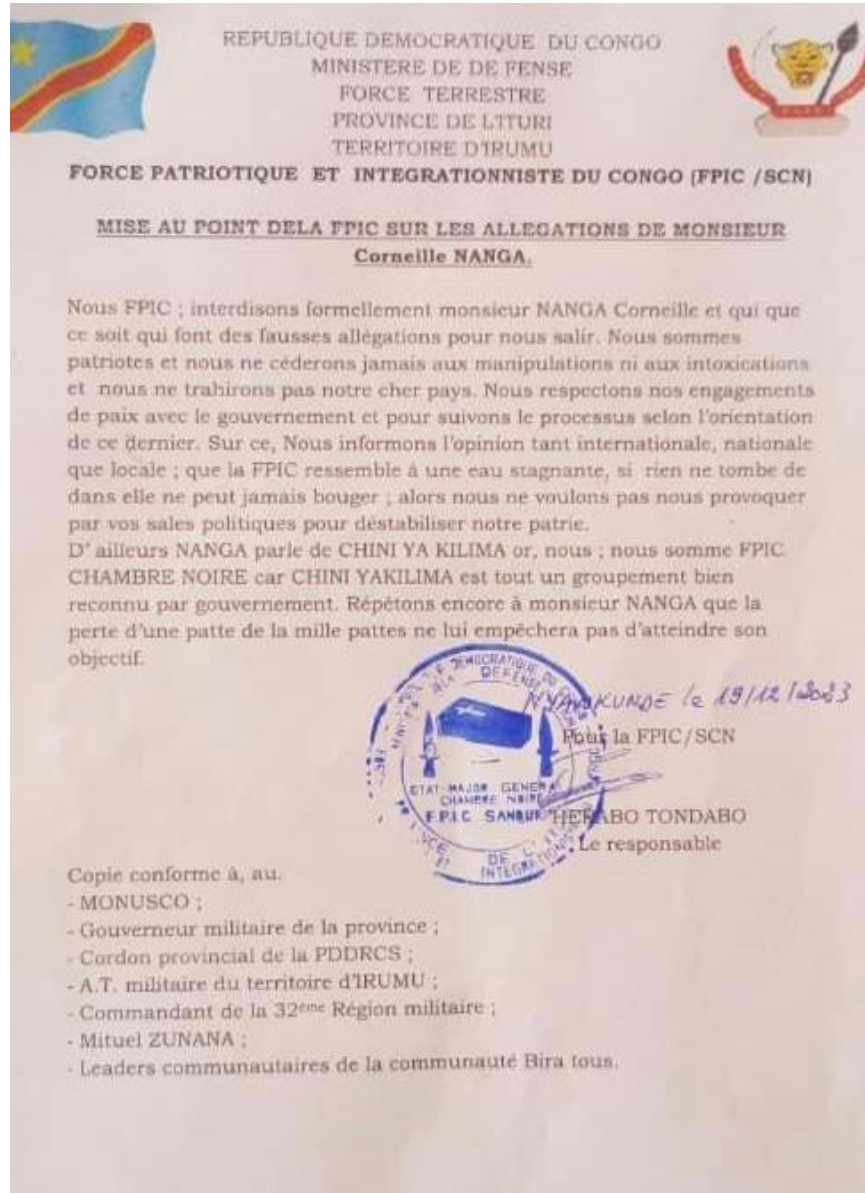 REPUBLIQUE DEMOCRATIQUE DU CONGO
MINISTERE DE DE FENSE
FORCE TERRESTRE
PROVINCE DE L'ITURI
TERRITOIRE D'IRUMU
FORCE PATRIOTIQUE ET INTEGRATIONNISTE DU CONGO (FPIC /SCN)
MISE AU POINT DELA FPIC SUR LES ALLEGATIONS DE MONSIEUR
Corneille NANGA.
Nous FPIC ; interdisons formellement monsieur NANGA Corneille et qui que
ce soit qui font des fausses allégations pour nous salir. Nous sommes
patriotes et nous ne céderons jamais aux manipulations ni aux intoxications
et nous ne trahirons pas notre cher pays. Nous respectons nos engagements
de paix avec le gouvernement et pour suivons le processus selon l'orientation
de ce dernier. Sur ce, Nous informons l'opinion tant internationale, nationale
que locale ; que la FPIC ressemble à une eau stagnante, si rien ne tombe de
dans elle ne peut jamais bouger ; alors nous ne voulons pas nous provoquer
par vos sales politiques pour déstabiliser notre patrie.
D' ailleurs NANGA parle de CHINI YA KILIMA or, nous ; nous somme FPIC
CHAMBRE NOIRE car CHINI YAKILIMA est tout un groupement bien
reconnu par gouvernement. Répétons encore à monsieur NANGA que la
perte d'une patte de la mille pattes ne lui empêchera pas d'atteindre son
objectif.
NYANKUNDE le 19/12/2023
Pour la FPIC/SCN
ETAT-MAJOR GENERAL
CHAMBRE NOIRE
F.P.I.C
HERABO TONDABO
Le responsable
Copie conforme à, au.
- MONUSCO ;
- Gouverneur militaire de la province ;
- Cordon provincial de la PDDRCS ;
- A.T. militaire du territoire d'IRUMU ;
- Commandant de la 32eme Région militaire ;
- Mituel ZUNANA ;
- Leaders communautaires de la communauté Bira tous.